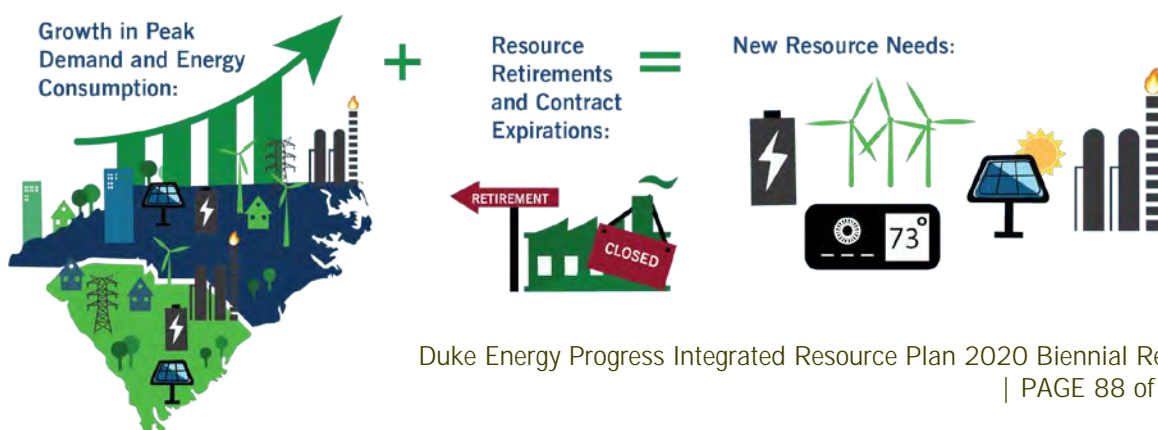 Growth in Peak
Demand and Energy
Consumption:
+
Resource
Retirements
and Contract
Expirations:
=
New Resource Needs:
RETIREMENT
CLOSED
73°
Duke Energy Progress Integrated Resource Plan 2020 Biennial Re
| PAGE 88 of